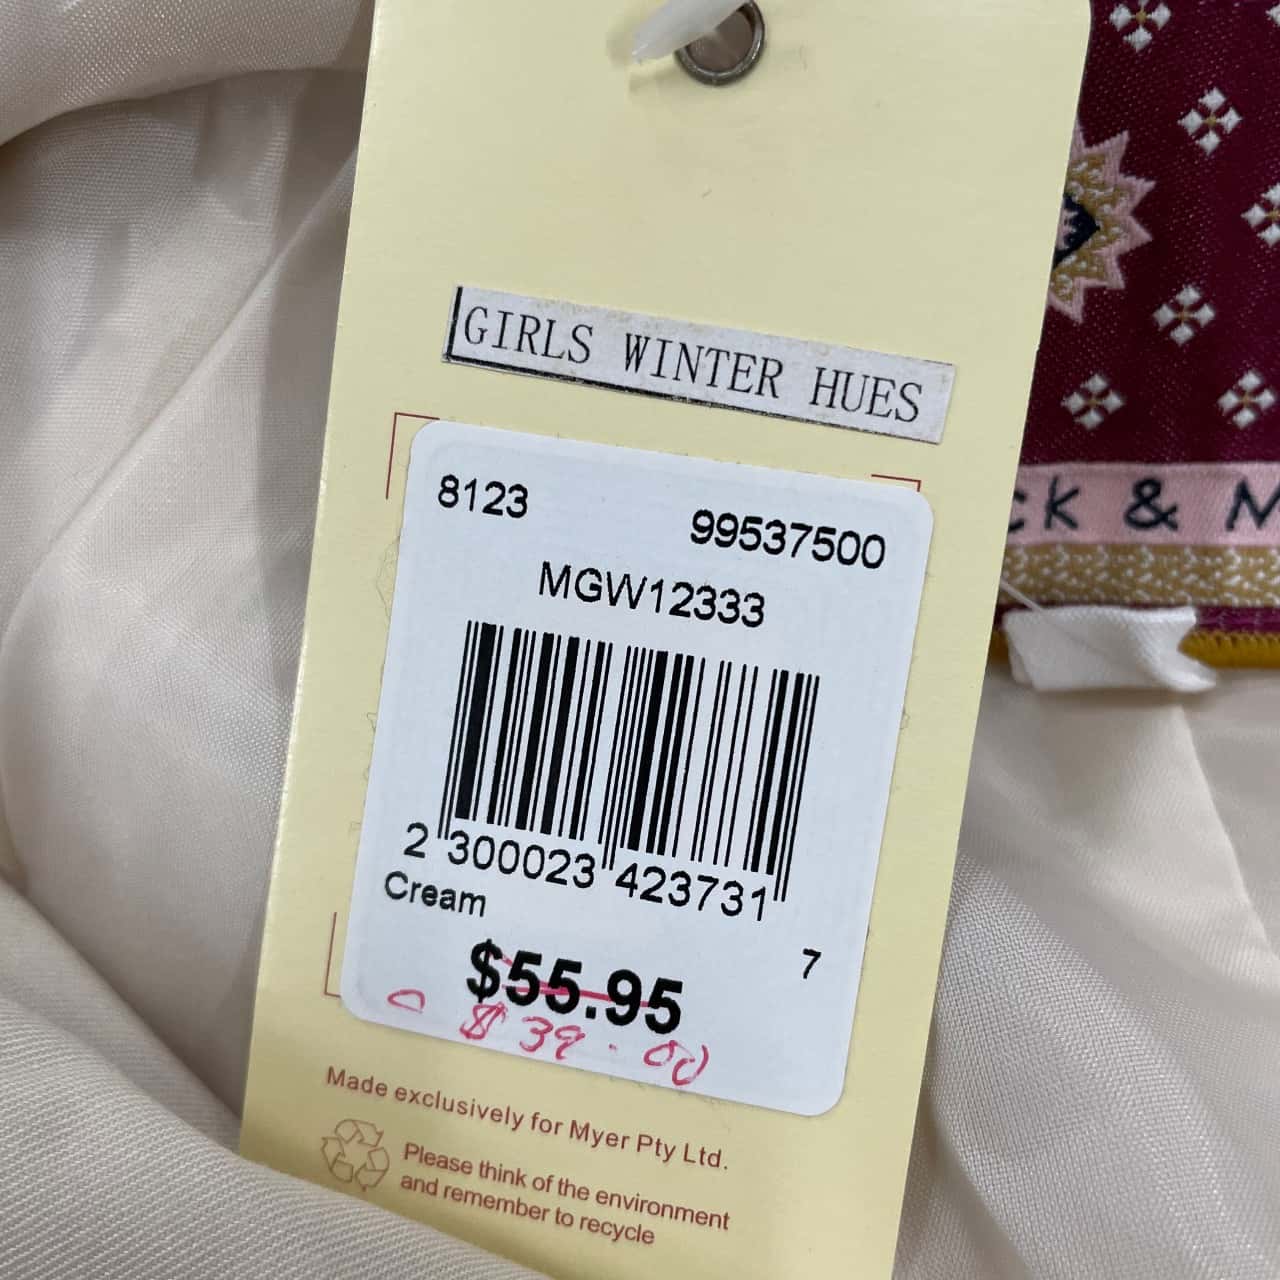 GIRLS WINTER HUES
8123 99537500
MGW12333
2 300023 423731
Cream
7
$55.95
$39.00
Made exclusively for Myer Pty Ltd.
Please think of the environment
and remember to recycle
ck & M